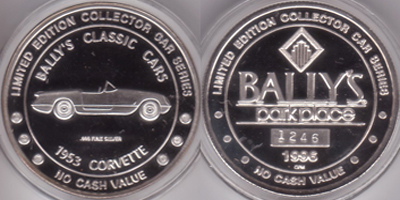 LIMITED EDITION COLLECTOR CAR SERIES
BALLY'S CLASSIC CARS
.999 FINE SILVER
1953 CORVETTE
NO CASH VALUE
LIMITED EDITION COLLECTOR CAR SERIES
BALLY'S
park place
1246
1995
NO CASH VALUE